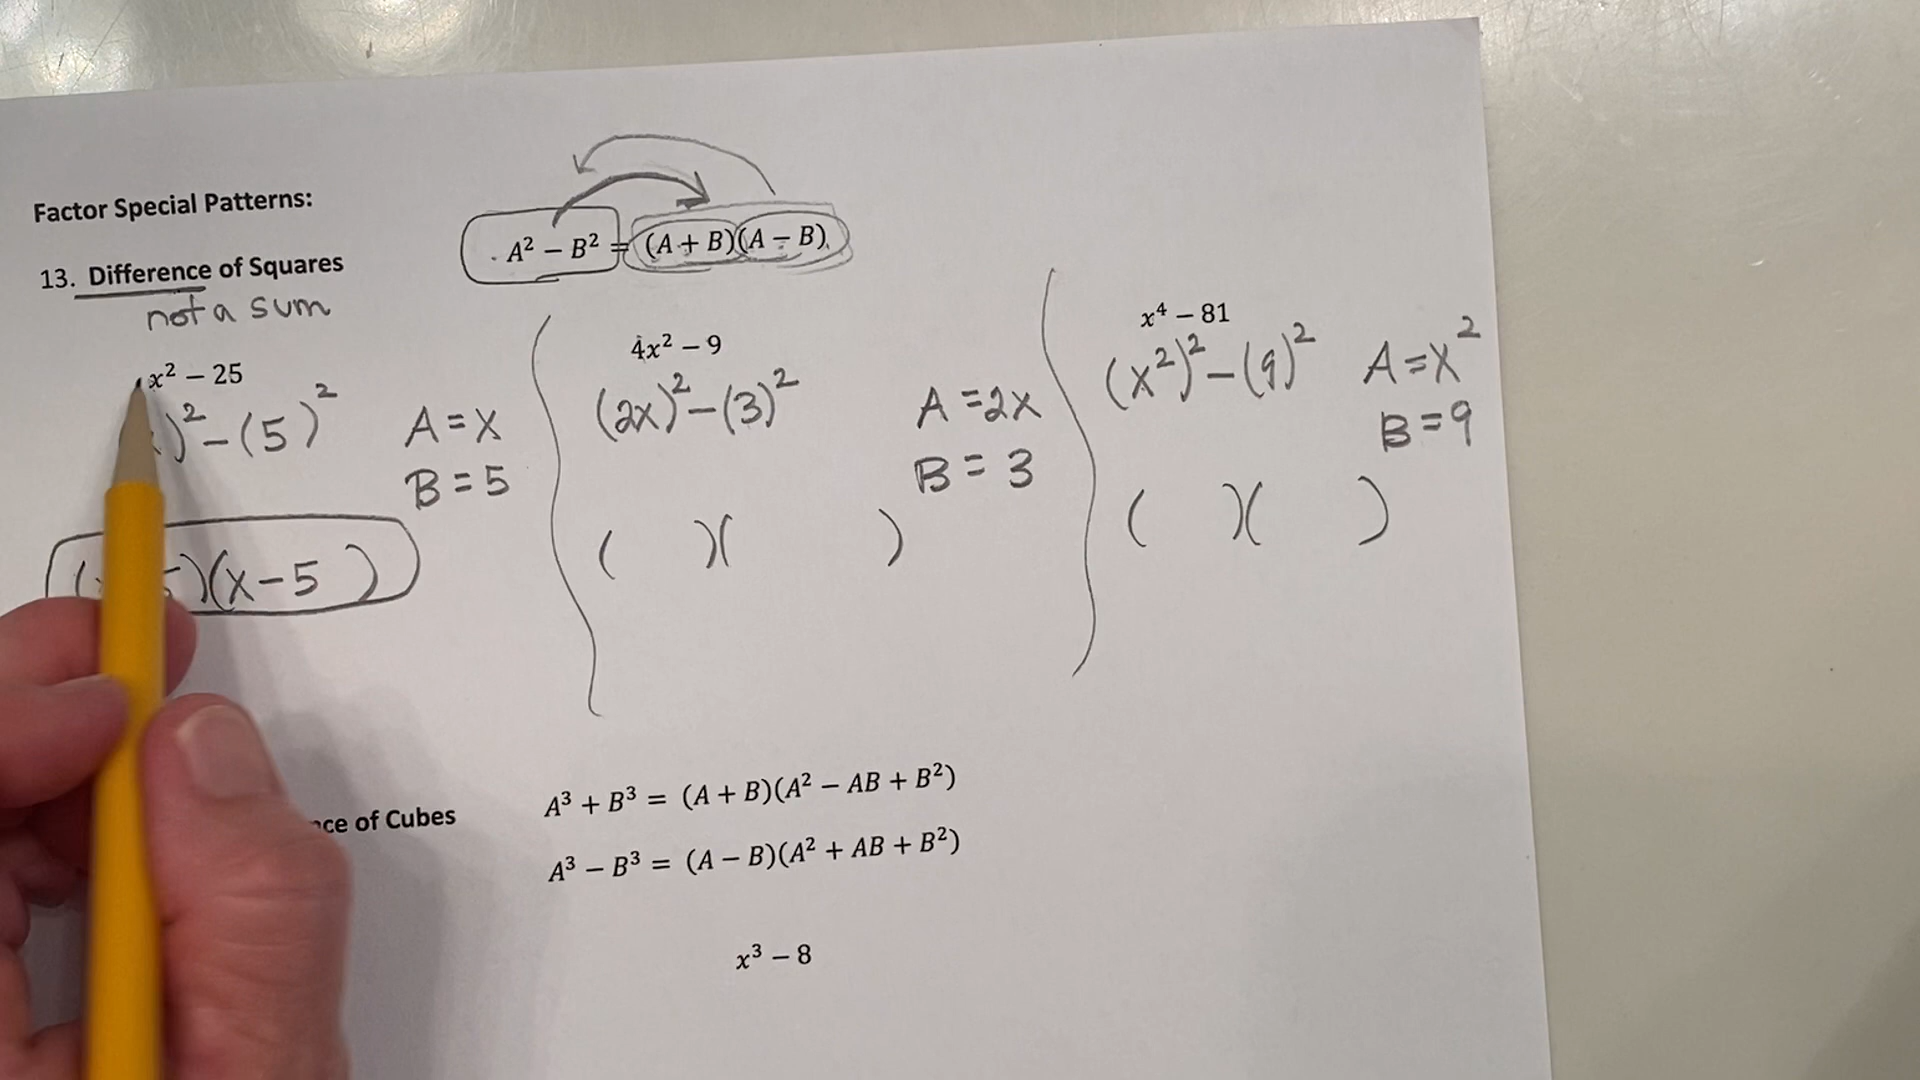 Factor Special Patterns:
A² − B² = (A + B)(A − B)
13. Difference of Squares
not a sum
x² − 25
)² − (5)²
A = x
B = 5
)(x − 5)
4x² − 9
(2x)² − (3)²
A = 2x
B = 3
( )( )
x⁴ − 81
(x²)² − (9)²
A = x²
B = 9
( )( )
of Cubes
A³ + B³ = (A + B)(A² − AB + B²)
A³ − B³ = (A − B)(A² + AB + B²)
x³ − 8